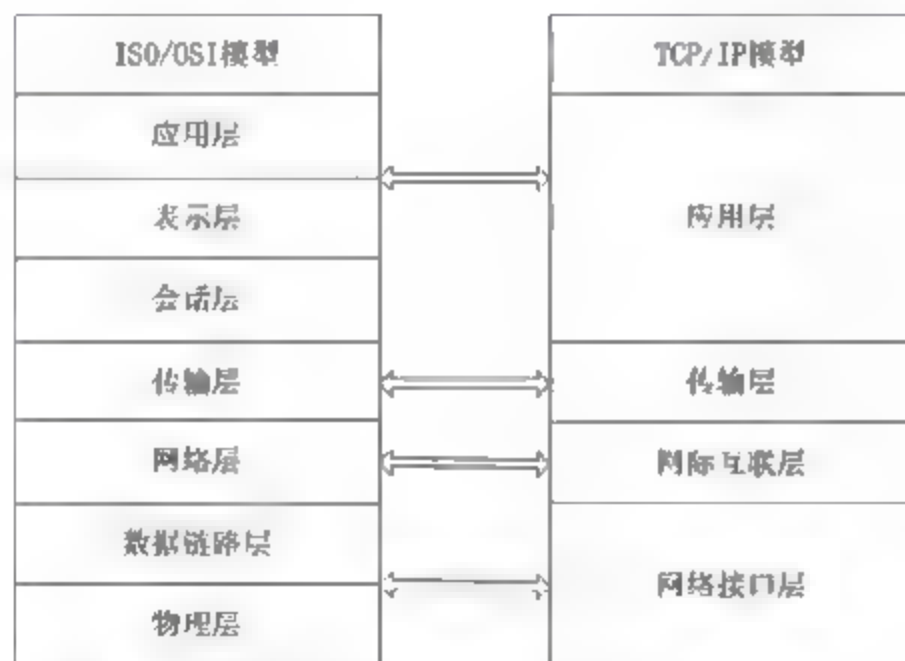 ISO/OSI模型
应用层
表示层
会话层
传输层
网络层
数据链路层
物理层
TCP/IP模型
应用层
传输层
网际互联层
网络接口层